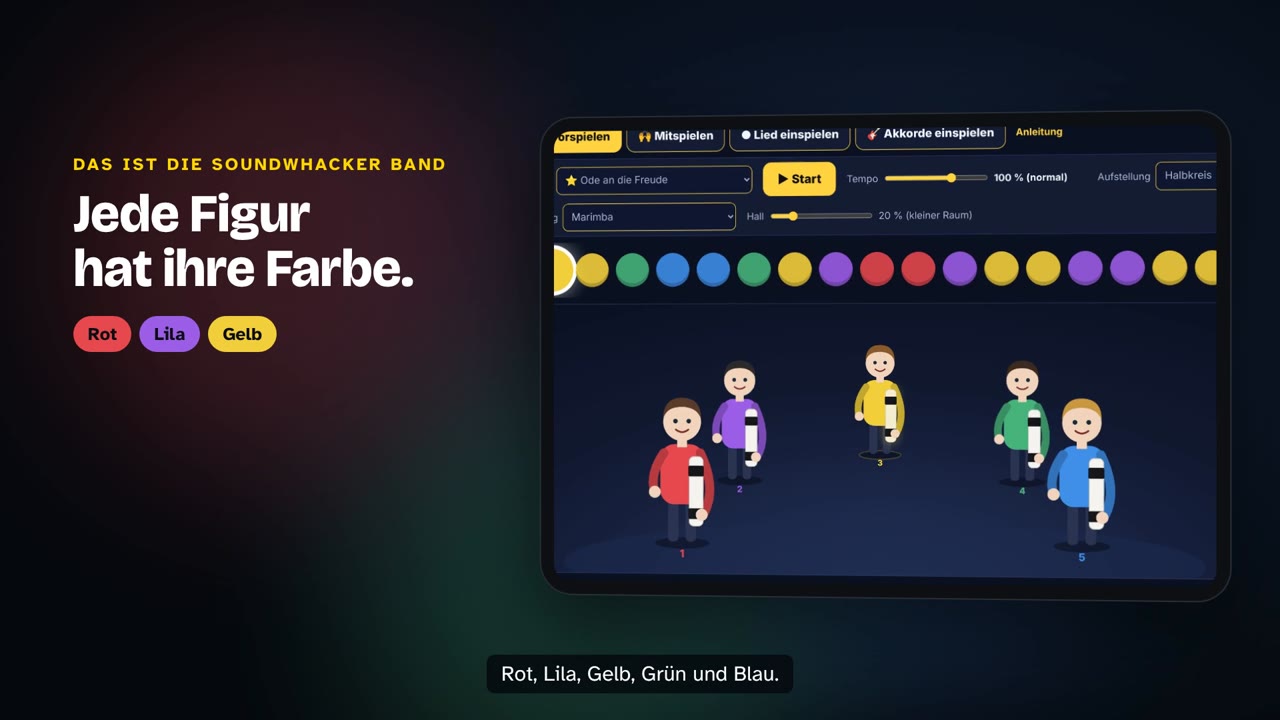 DAS IST DIE SOUNDWHACKER BAND
Jede Figur
hat ihre Farbe.
Rot Lila Gelb
orspielen 🙌 Mitspielen ● Lied einspielen 🎸 Akkorde einspielen Anleitung
⭐ Ode an die Freude ▶ Start Tempo 100 % (normal) Aufstellung Halbkreis
g Marimba Hall 20 % (kleiner Raum)
1
2
3
4
5
Rot, Lila, Gelb, Grün und Blau.